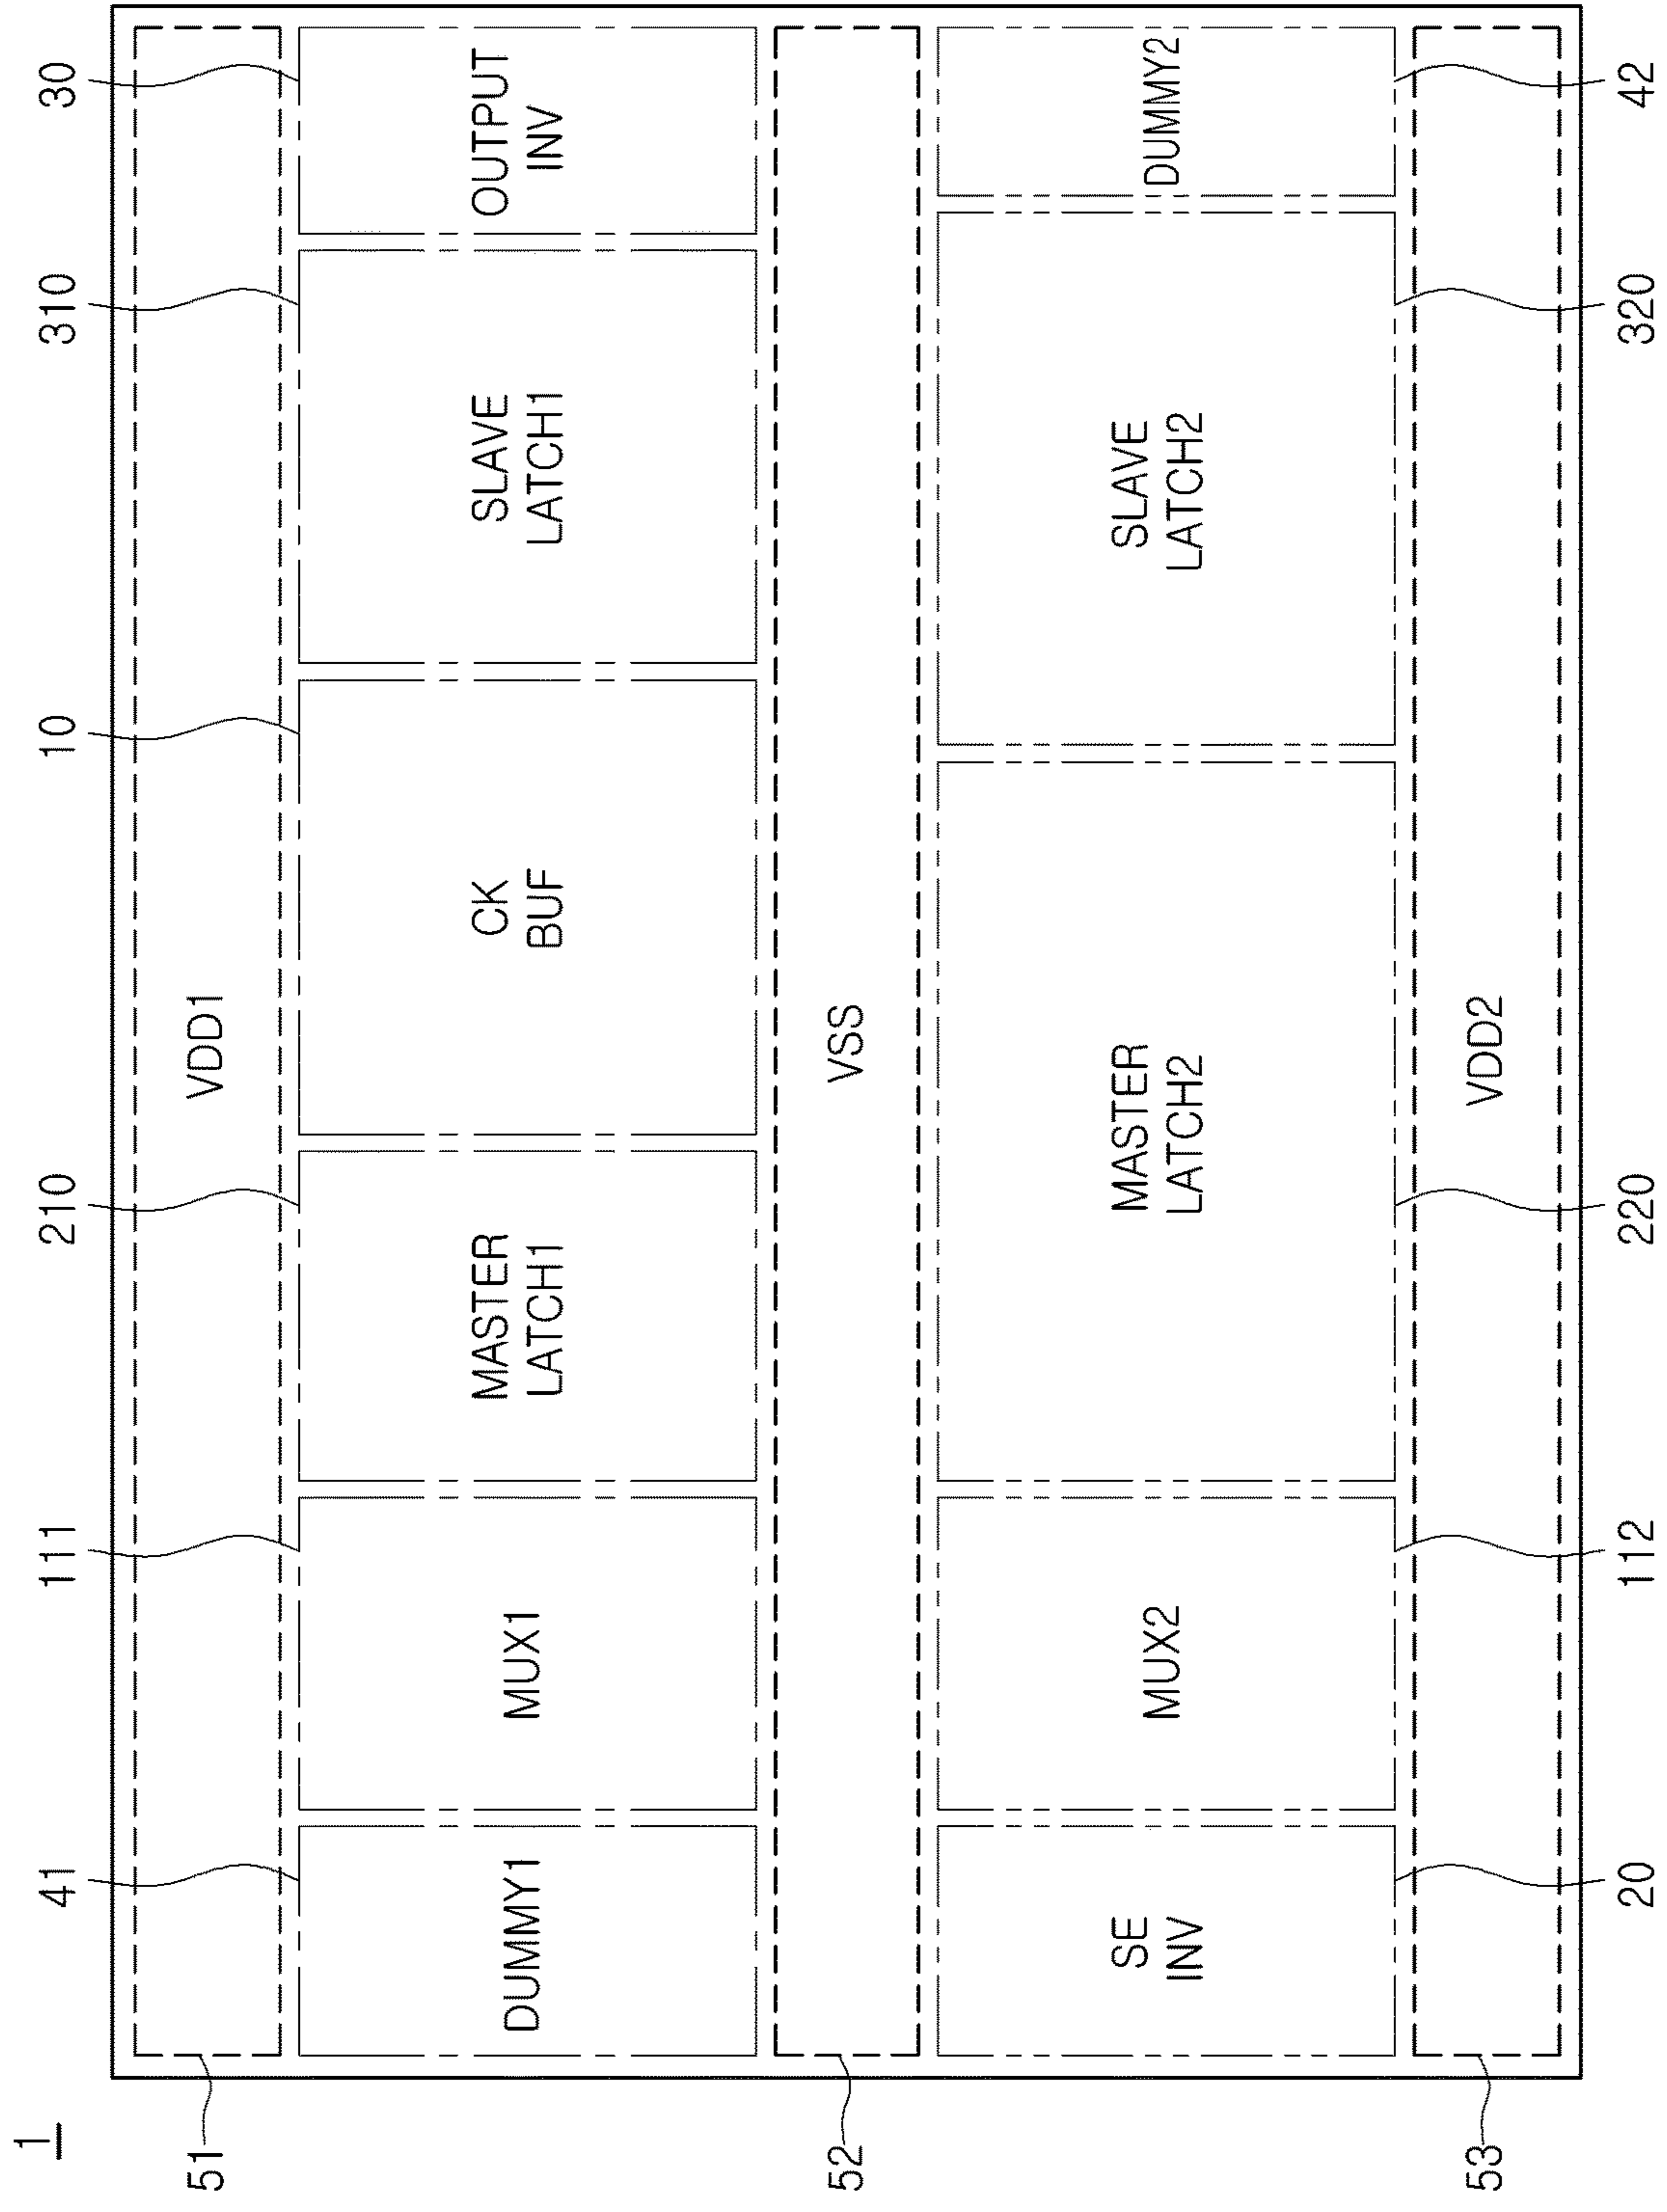 1
41
111
210
10
310
30
51
VDD1
DUMMY1
MUX1
MASTER
LATCH1
CK
BUF
SLAVE
LATCH1
OUTPUT
INV
52
VSS
SE
INV
MUX2
MASTER
LATCH2
SLAVE
LATCH2
DUMMY2
53
VDD2
20
112
220
320
42